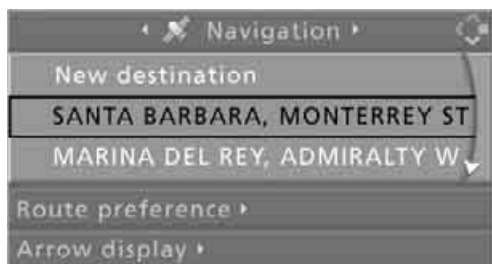 Navigation
New destination
SANTA BARBARA, MONTERREY ST
MARINA DEL REY, ADMIRALTY W
Route preference
Arrow display